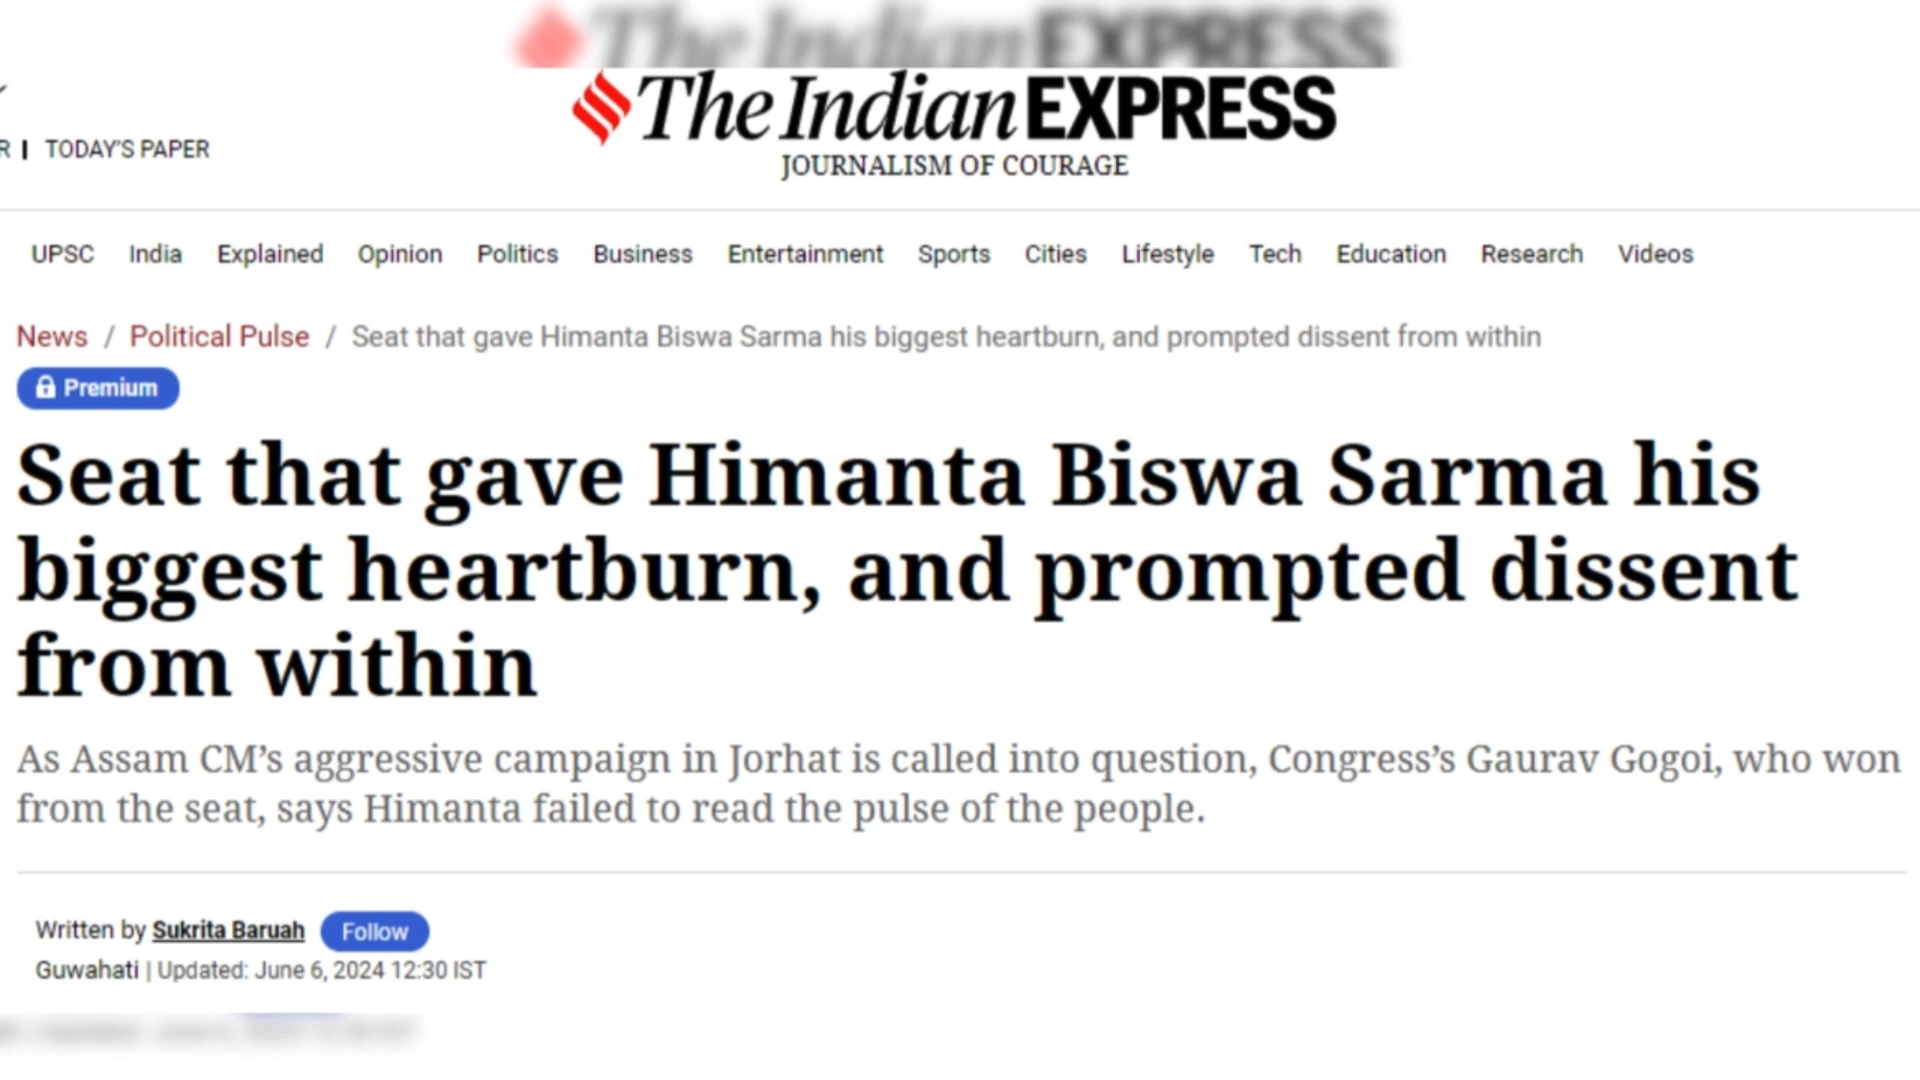 The Indian EXPRESS
The Indian EXPRESS
JOURNALISM OF COURAGE
R | TODAY'S PAPER
UPSC India Explained Opinion Politics Business Entertainment Sports Cities Lifestyle Tech Education Research Videos
News / Political Pulse / Seat that gave Himanta Biswa Sarma his biggest heartburn, and prompted dissent from within
Premium
Seat that gave Himanta Biswa Sarma his
biggest heartburn, and prompted dissent
from within
As Assam CM’s aggressive campaign in Jorhat is called into question, Congress’s Gaurav Gogoi, who won
from the seat, says Himanta failed to read the pulse of the people.
Written by Sukrita Baruah Follow
Guwahati | Updated: June 6, 2024 12:30 IST